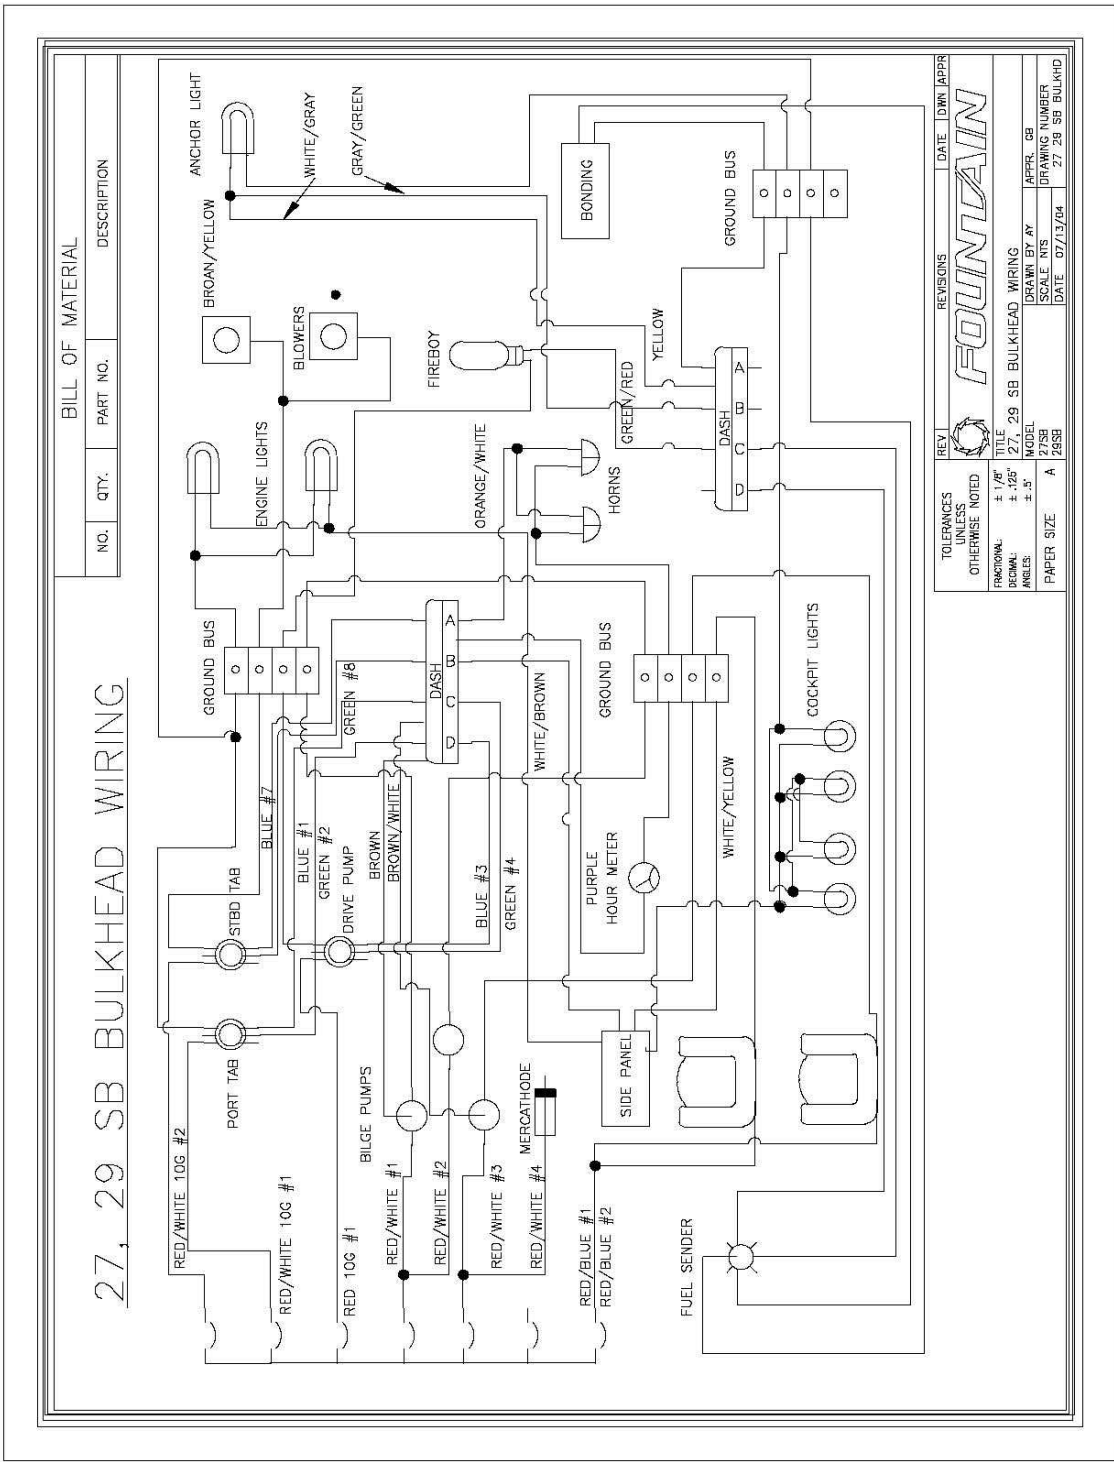 27, 29 SB BULKHEAD WIRING
BILL OF MATERIAL
NO.
QTY.
PART NO.
DESCRIPTION
RED/WHITE 10G #2
RED/WHITE 10G #1
RED 10G #1
RED/WHITE #1
RED/WHITE #2
RED/WHITE #3
RED/WHITE #4
RED/BLUE #1
RED/BLUE #2
PORT TAB
STBD TAB
BILGE PUMPS
MERCATHODE
DRIVE PUMP
BLUE #7
BLUE #1
GREEN #2
GREEN #8
BROWN
BROWN/WHITE
BLUE #3
GREEN #4
GROUND BUS
ENGINE LIGHTS
BLOWERS
BROAN/YELLOW
ANCHOR LIGHT
WHITE/GRAY
GRAY/GREEN
FIREBOY
ORANGE/WHITE
HORNS
DASH
A
B
C
D
WHITE/BROWN
PURPLE
HOUR METER
GROUND BUS
WHITE/YELLOW
SIDE PANEL
COCKPIT LIGHTS
FUEL SENDER
GREEN/RED
YELLOW
DASH
A
B
C
D
BONDING
GROUND BUS
TOLERANCES
UNLESS
OTHERWISE NOTED
FRACTIONAL: ± 1/8"
DECIMAL: ± .125"
ANGLES: ± .5°
PAPER SIZE A
REV
REVISIONS
DATE
DWN
APPR
FOUNTAIN
TITLE
27, 29 SB BULKHEAD WIRING
MODEL
27SB
29SB
DRAWN BY AY
APPR. GB
SCALE NTS
DATE 07/13/04
DRAWING NUMBER
27 29 SB BULKHD